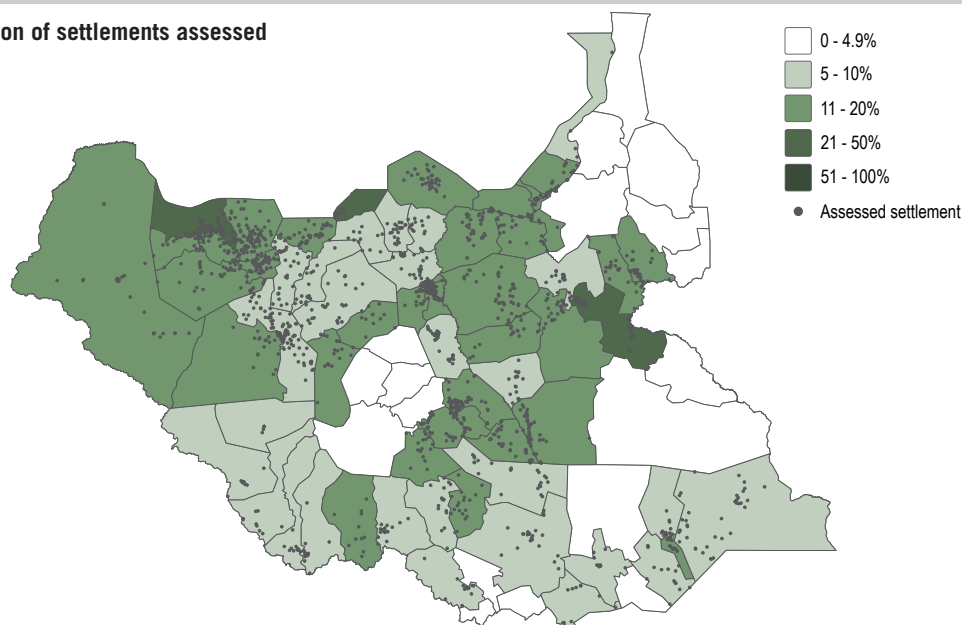 on of settlements assessed
0 - 4.9%
5 - 10%
11 - 20%
21 - 50%
51 - 100%
Assessed settlement